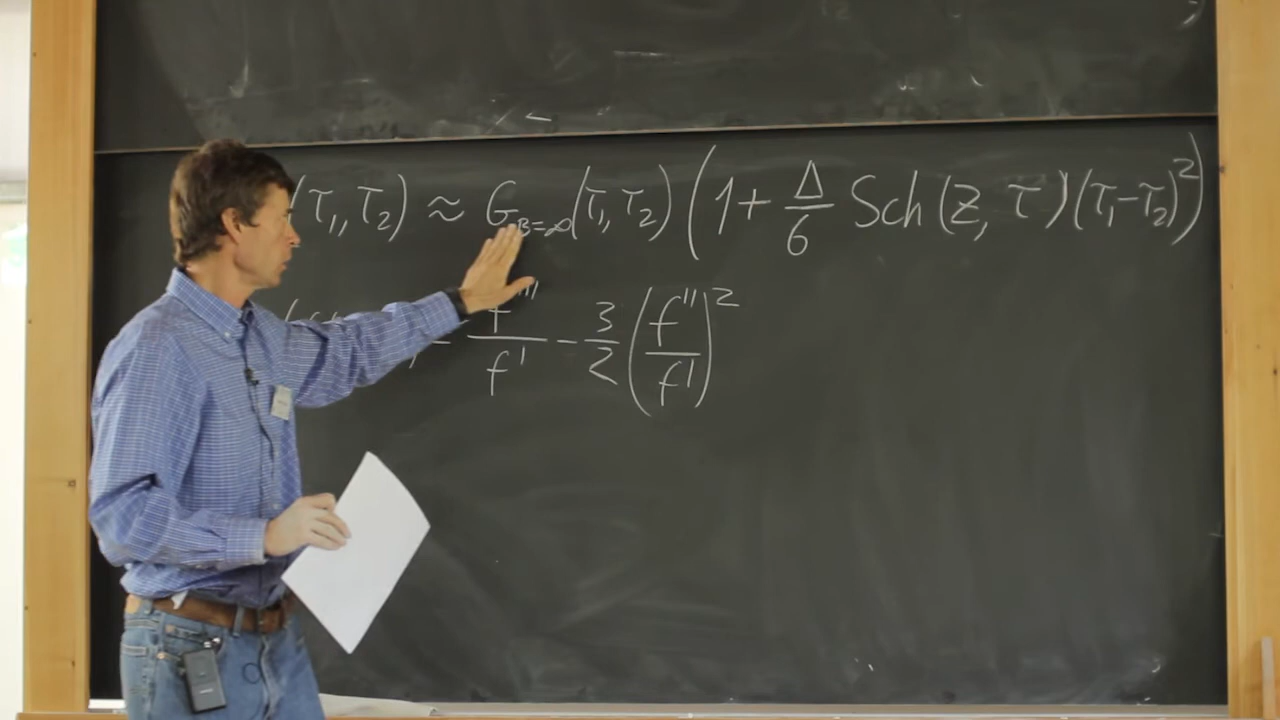 (τ₁, τ₂) ≈ G_{β=∞}(τ₁, τ₂) (1 + Δ/6 Sch(z, τ)(τ₁−τ₂)²)
= f'''/f' − 3/2 (f''/f')²